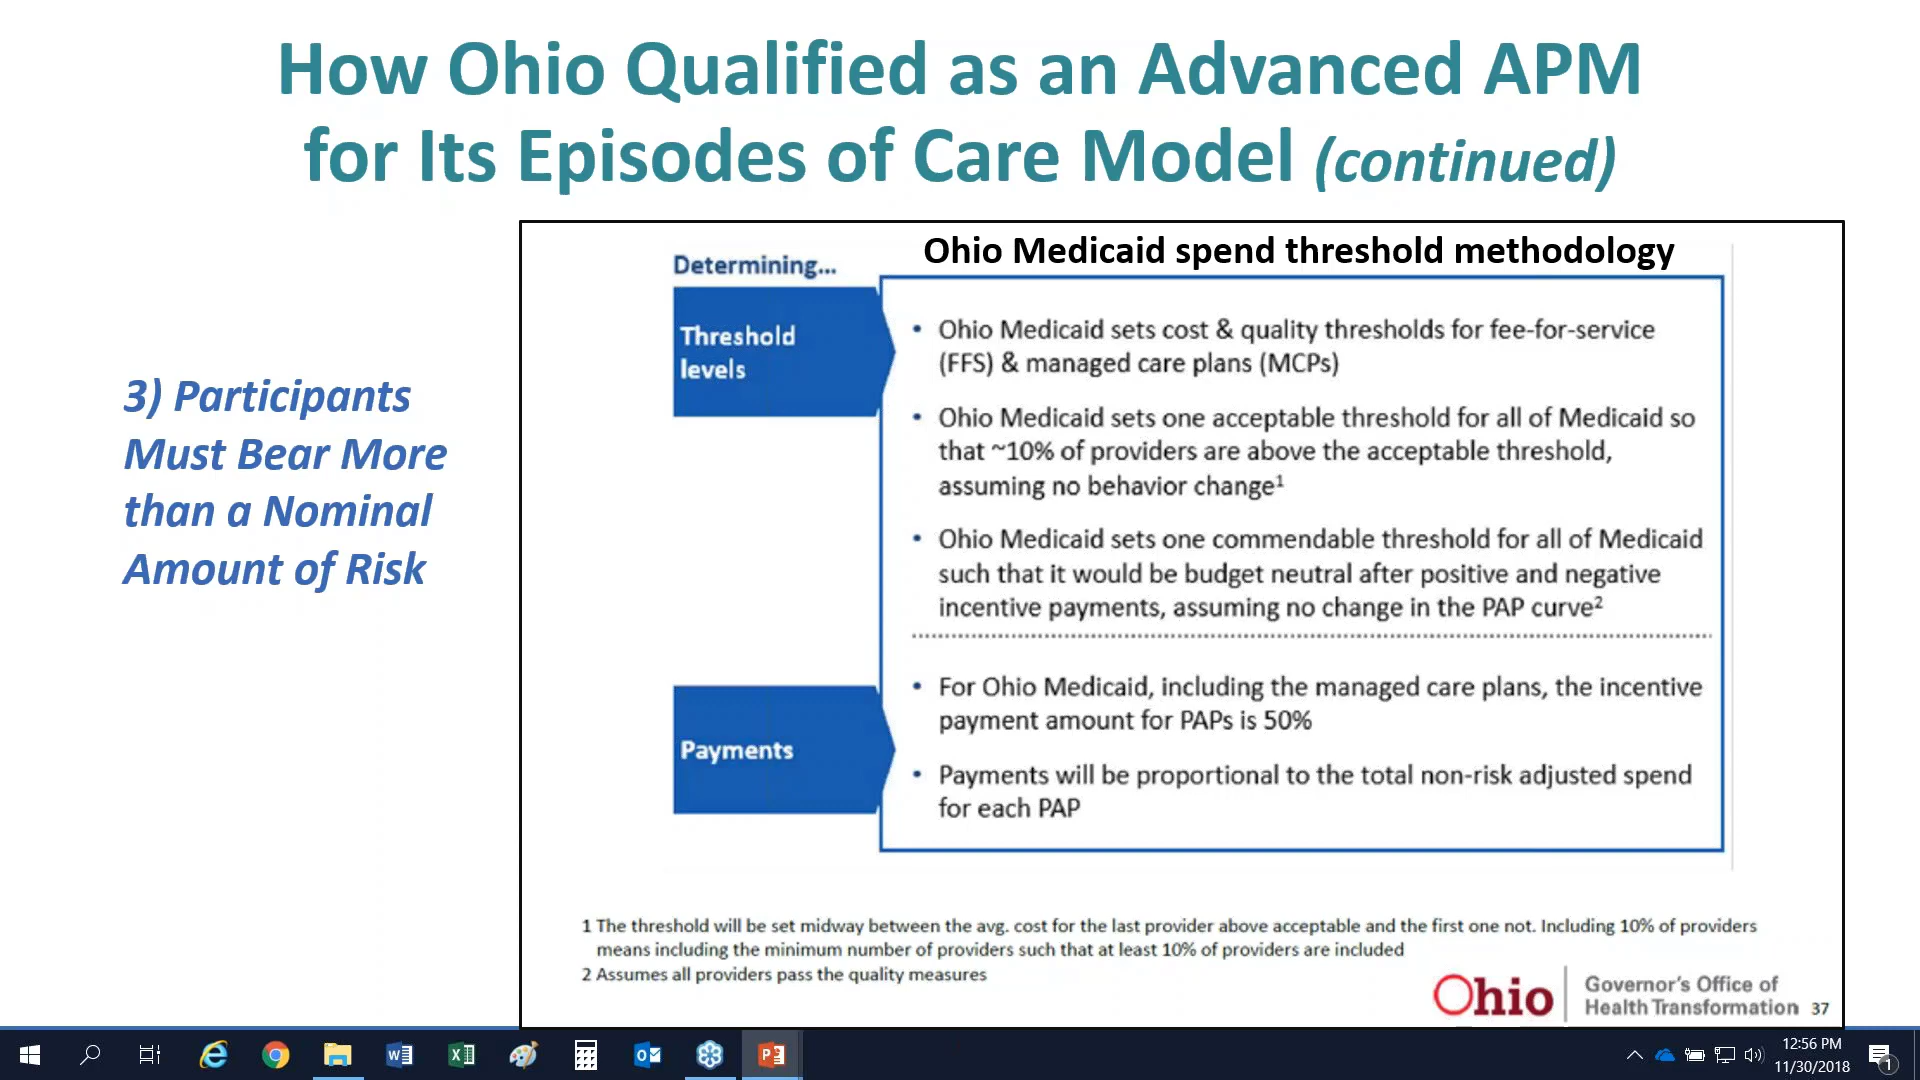 How Ohio Qualified as an Advanced APM
for Its Episodes of Care Model (continued)
3) Participants
Must Bear More
than a Nominal
Amount of Risk
Ohio Medicaid spend threshold methodology
Determining...
Threshold
levels
• Ohio Medicaid sets cost & quality thresholds for fee-for-service
(FFS) & managed care plans (MCPs)
• Ohio Medicaid sets one acceptable threshold for all of Medicaid so
that ~10% of providers are above the acceptable threshold,
assuming no behavior change¹
• Ohio Medicaid sets one commendable threshold for all of Medicaid
such that it would be budget neutral after positive and negative
incentive payments, assuming no change in the PAP curve²
Payments
• For Ohio Medicaid, including the managed care plans, the incentive
payment amount for PAPs is 50%
• Payments will be proportional to the total non-risk adjusted spend
for each PAP
1 The threshold will be set midway between the avg. cost for the last provider above acceptable and the first one not. Including 10% of providers
means including the minimum number of providers such that at least 10% of providers are included
2 Assumes all providers pass the quality measures
Ohio
Governor's Office of
Health Transformation
37
12:56 PM
11/30/2018
1